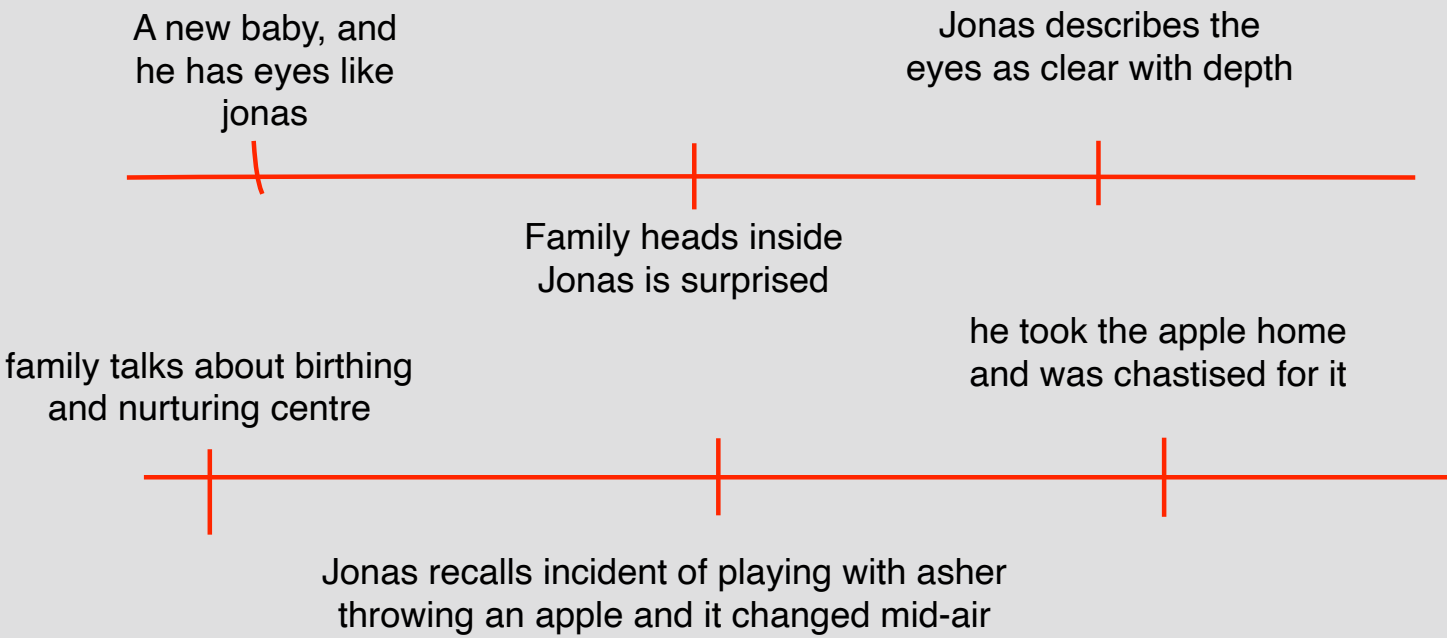 A new baby, and
he has eyes like
jonas
Family heads inside
Jonas is surprised
Jonas describes the
eyes as clear with depth
family talks about birthing
and nurturing centre
Jonas recalls incident of playing with asher
throwing an apple and it changed mid-air
he took the apple home
and was chastised for it